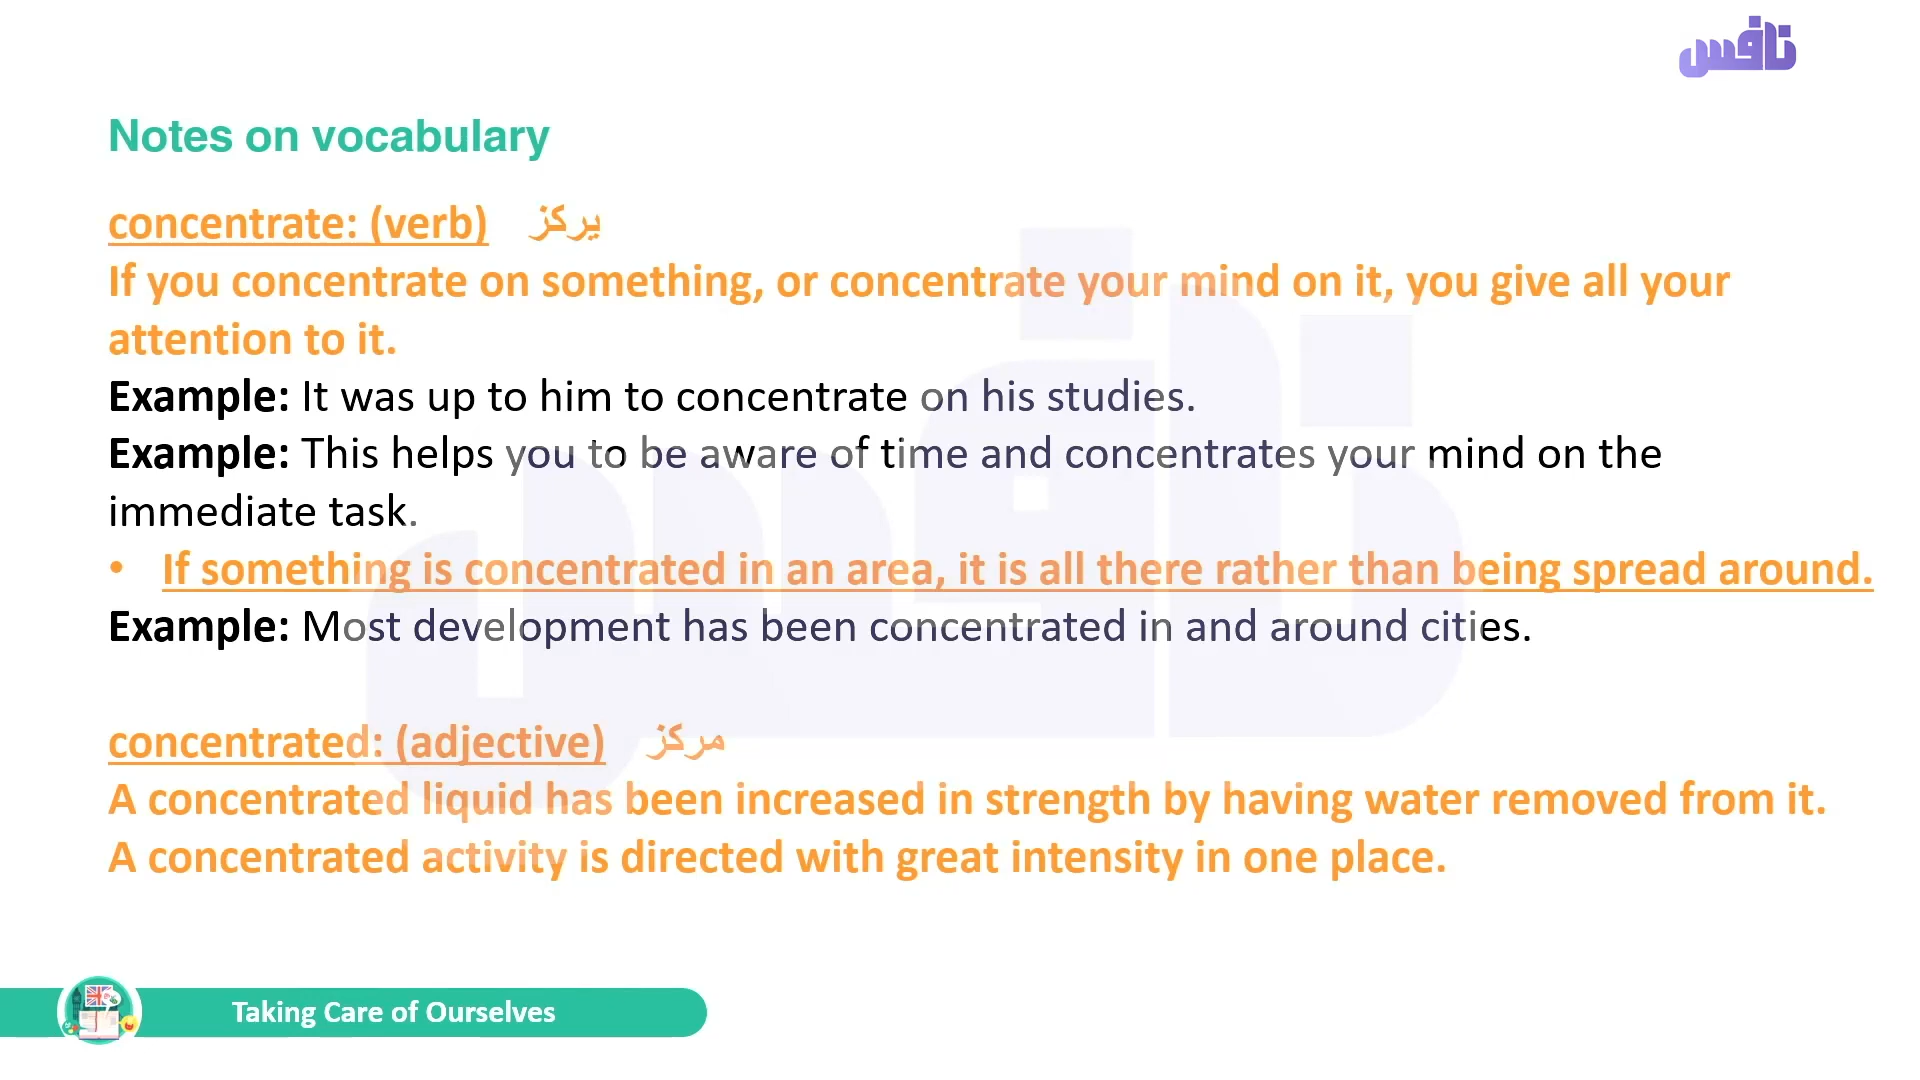 نافس
Notes on vocabulary
concentrate: (verb) يركز
If you concentrate on something, or concentrate your mind on it, you give all your
attention to it.
Example: It was up to him to concentrate on his studies.
Example: This helps you to be aware of time and concentrates your mind on the
immediate task.
• If something is concentrated in an area, it is all there rather than being spread around.
Example: Most development has been concentrated in and around cities.
concentrated: (adjective) مركز
A concentrated liquid has been increased in strength by having water removed from it.
A concentrated activity is directed with great intensity in one place.
Taking Care of Ourselves